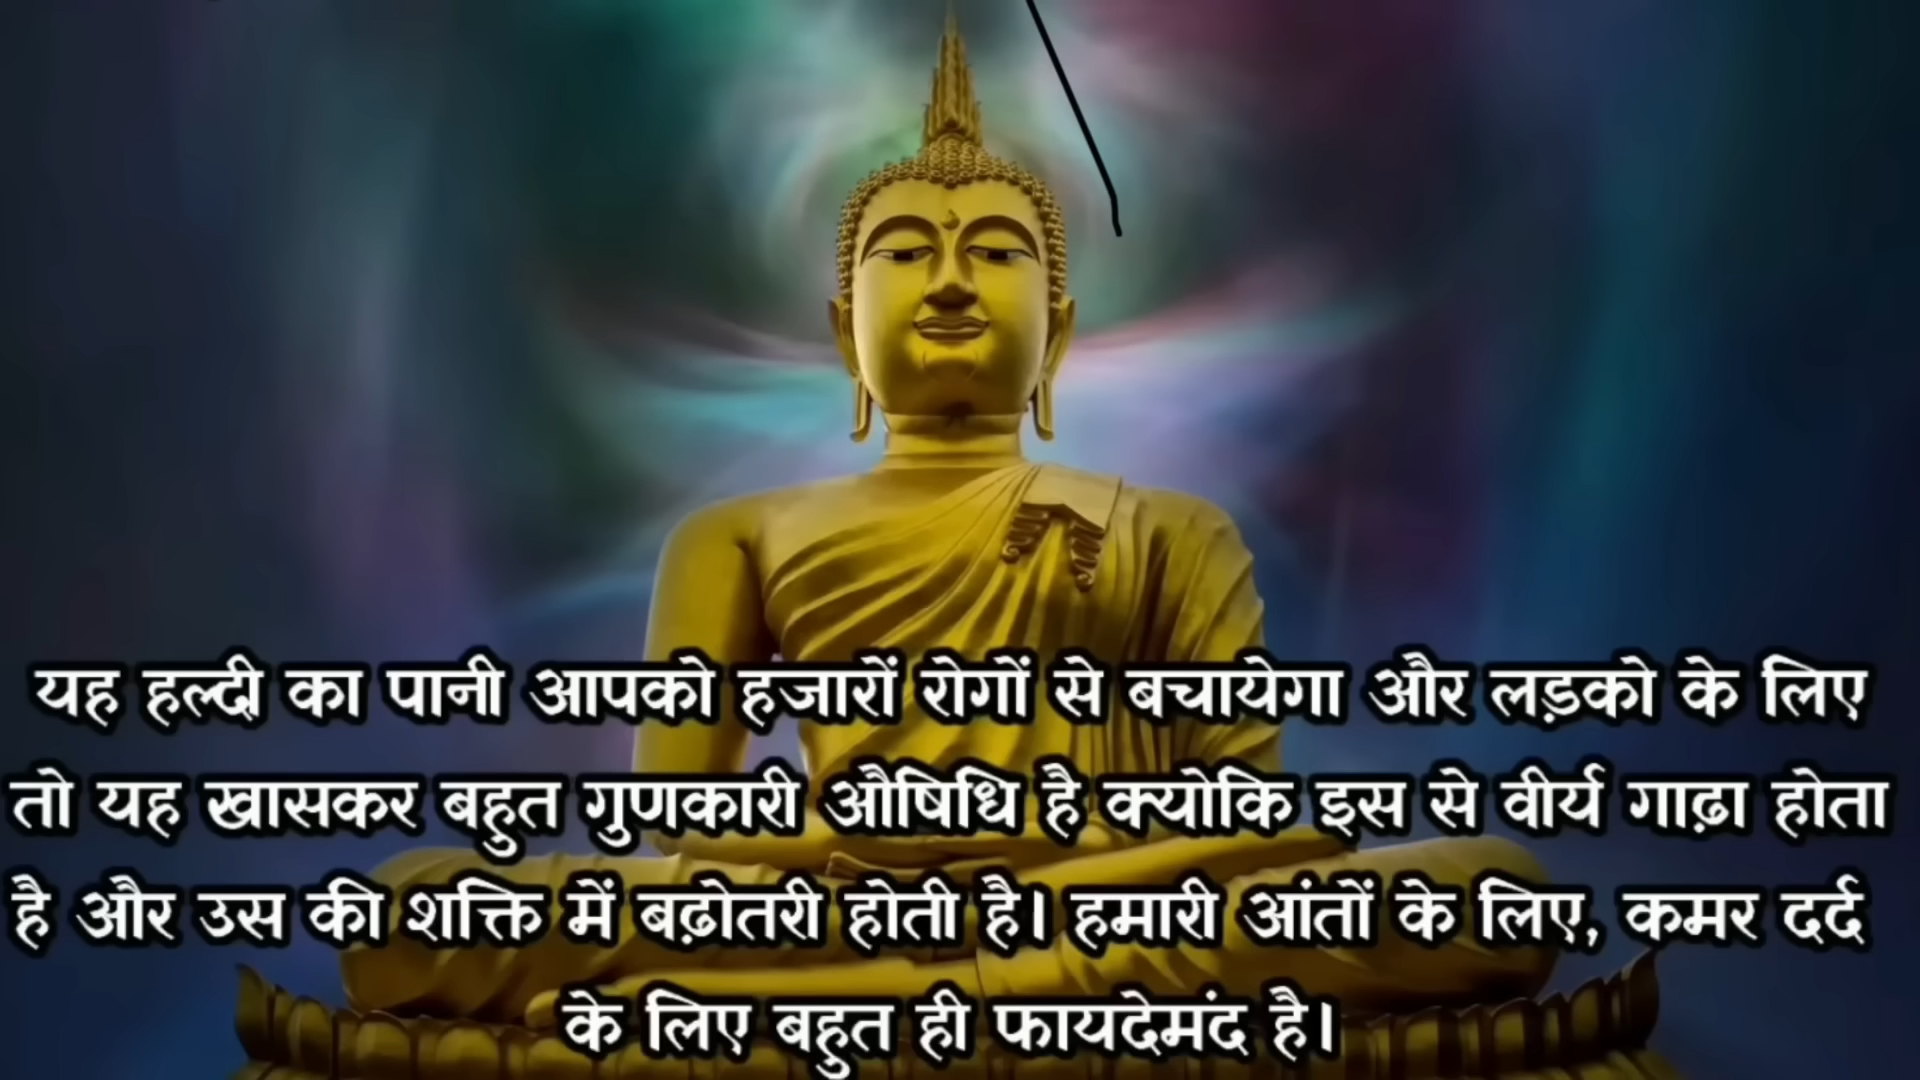 यह हल्दी का पानी आपको हजारों रोगों से बचायेगा और लड़को के लिए
तो यह खासकर बहुत गुणकारी औषिधि है क्योकि इस से वीर्य गाढ़ा होता
है और उस की शक्ति में बढ़ोतरी होती है। हमारी आंतों के लिए, कमर दर्द
के लिए बहुत ही फायदेमंद है।